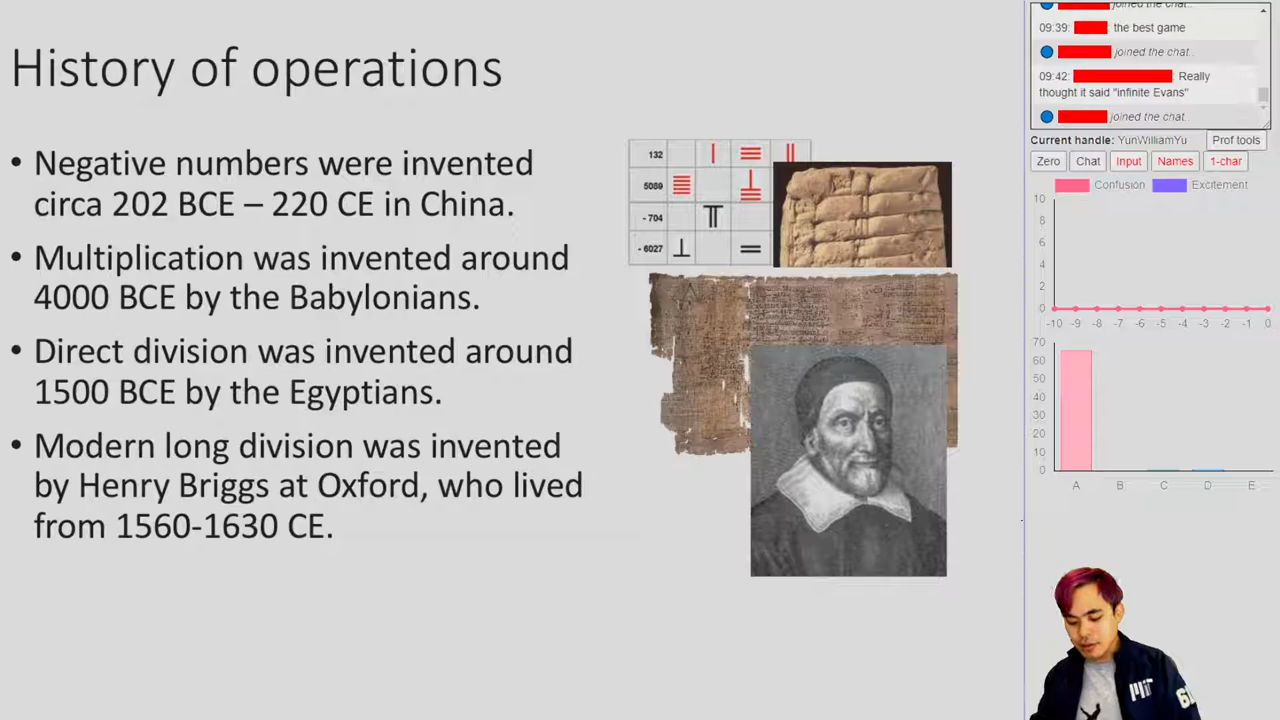 History of operations
• Negative numbers were invented
circa 202 BCE – 220 CE in China.
• Multiplication was invented around
4000 BCE by the Babylonians.
• Direct division was invented around
1500 BCE by the Egyptians.
• Modern long division was invented
by Henry Briggs at Oxford, who lived
from 1560-1630 CE.
132
5089
- 704
- 6027
joined the chat..
09:39: the best game
joined the chat..
09:42: Really
thought it said "infinite Evans"
joined the chat..
Current handle: YunWilliamYu Prof tools
Zero Chat Input Names 1-char
Confusion Excitement
10
8
6
4
2
0
-10 -9 -8 -7 -6 -5 -4 -3 -2 -1 0
70
60
50
40
30
20
10
0
A B C D E
MIT